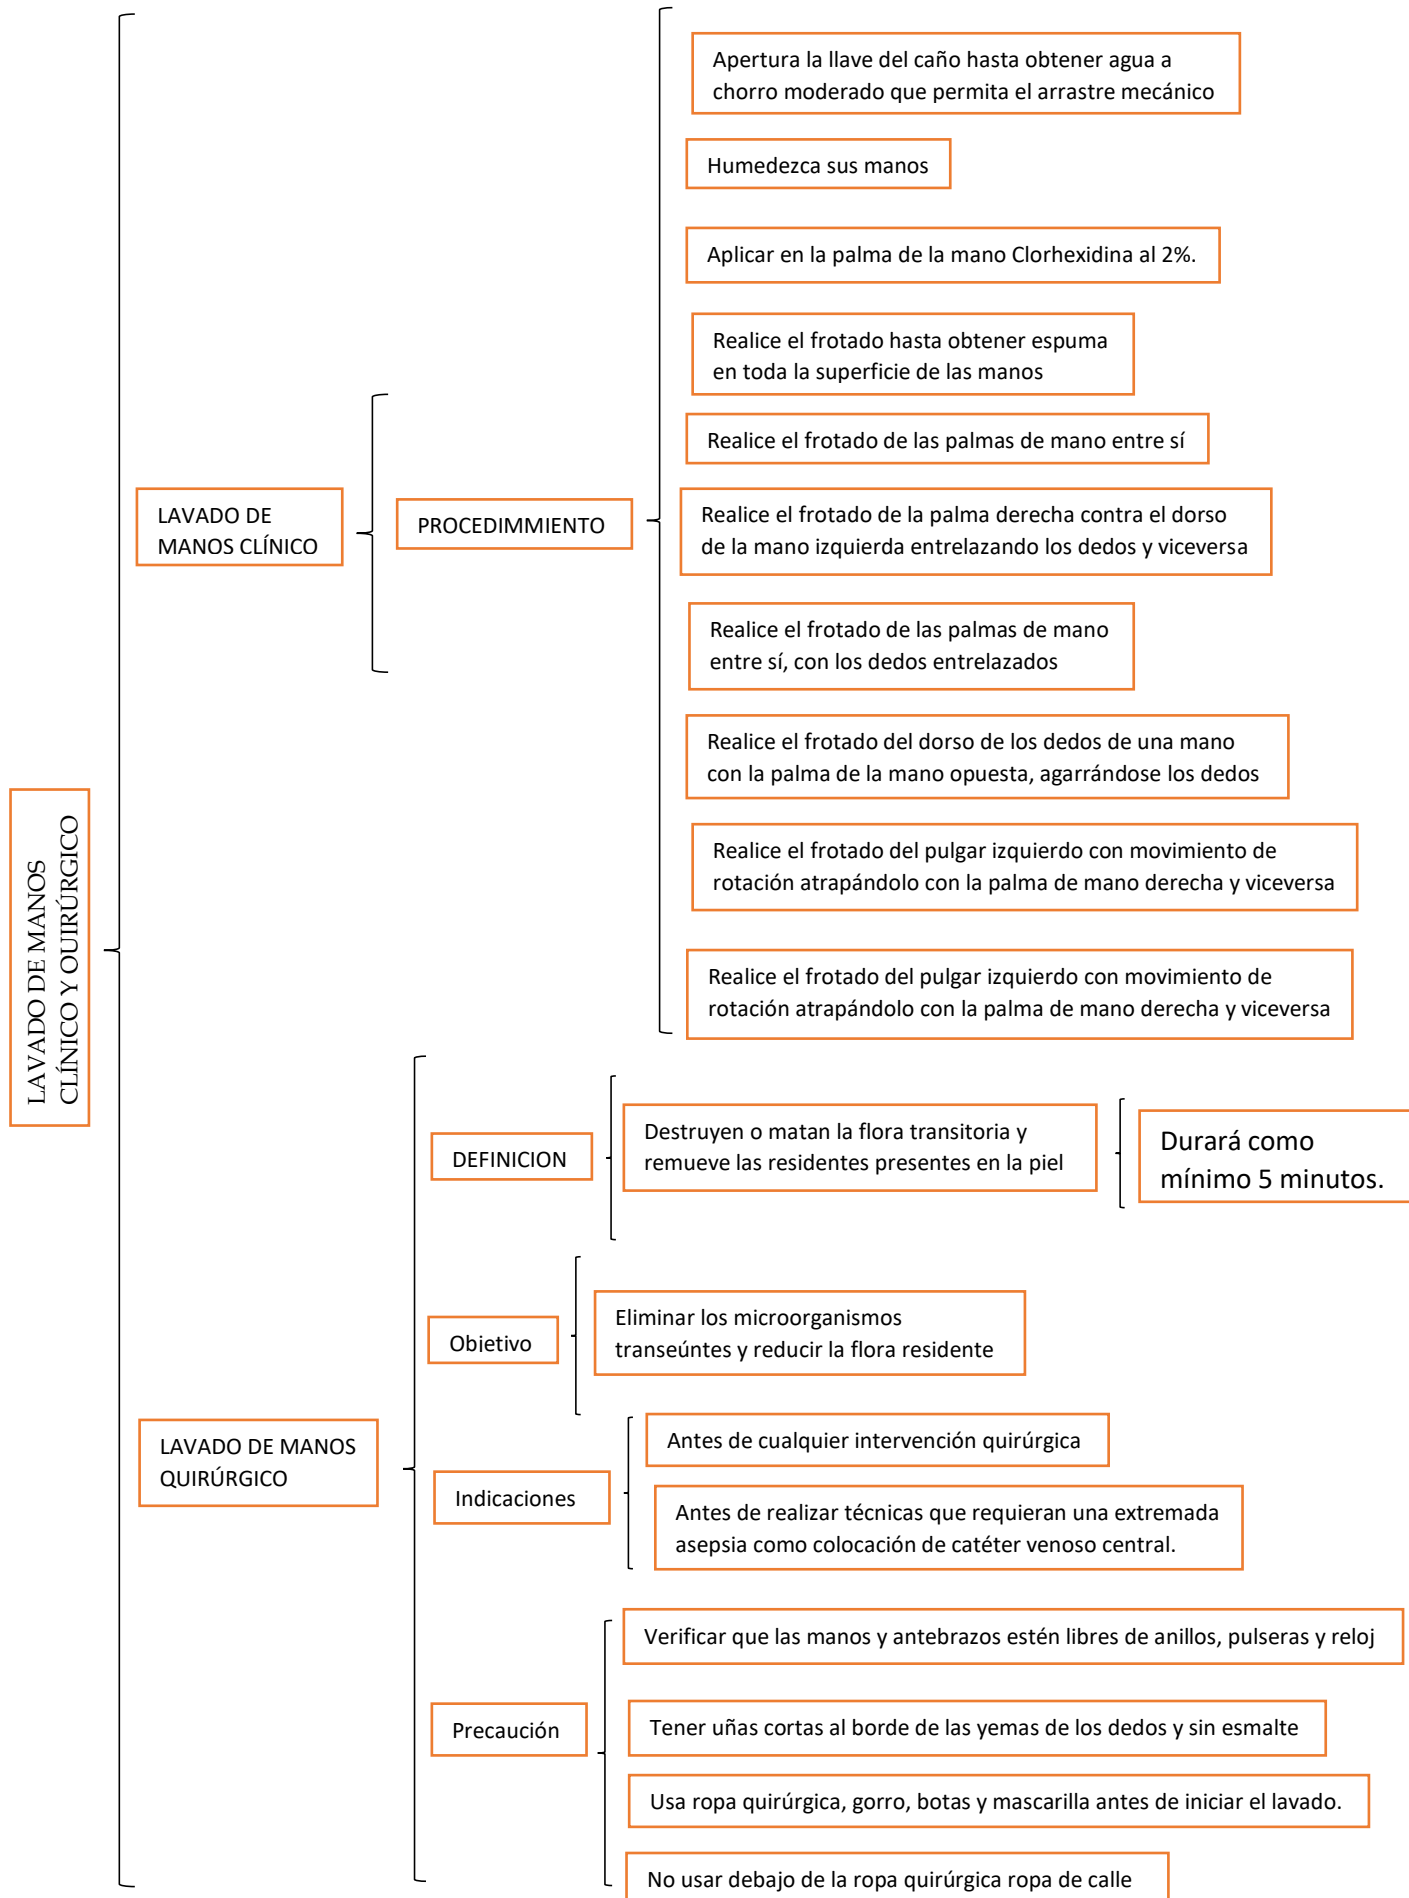 LAVADO DE MANOS
CLÍNICO Y QUIRÚRGICO
LAVADO DE
MANOS CLÍNICO
PROCEDIMMIENTO
Apertura la llave del caño hasta obtener agua a
chorro moderado que permita el arrastre mecánico
Humedezca sus manos
Aplicar en la palma de la mano Clorhexidina al 2%.
Realice el frotado hasta obtener espuma
en toda la superficie de las manos
Realice el frotado de las palmas de mano entre sí
Realice el frotado de la palma derecha contra el dorso
de la mano izquierda entrelazando los dedos y viceversa
Realice el frotado de las palmas de mano
entre sí, con los dedos entrelazados
Realice el frotado del dorso de los dedos de una mano
con la palma de la mano opuesta, agarrándose los dedos
Realice el frotado del pulgar izquierdo con movimiento de
rotación atrapándolo con la palma de mano derecha y viceversa
Realice el frotado del pulgar izquierdo con movimiento de
rotación atrapándolo con la palma de mano derecha y viceversa
LAVADO DE MANOS
QUIRÚRGICO
DEFINICION
Destruyen o matan la flora transitoria y
remueve las residentes presentes en la piel
Durará como
mínimo 5 minutos.
Objetivo
Eliminar los microorganismos
transeúntes y reducir la flora residente
Indicaciones
Antes de cualquier intervención quirúrgica
Antes de realizar técnicas que requieran una extremada
asepsia como colocación de catéter venoso central.
Precaución
Verificar que las manos y antebrazos estén libres de anillos, pulseras y reloj
Tener uñas cortas al borde de las yemas de los dedos y sin esmalte
Usa ropa quirúrgica, gorro, botas y mascarilla antes de iniciar el lavado.
No usar debajo de la ropa quirúrgica ropa de calle